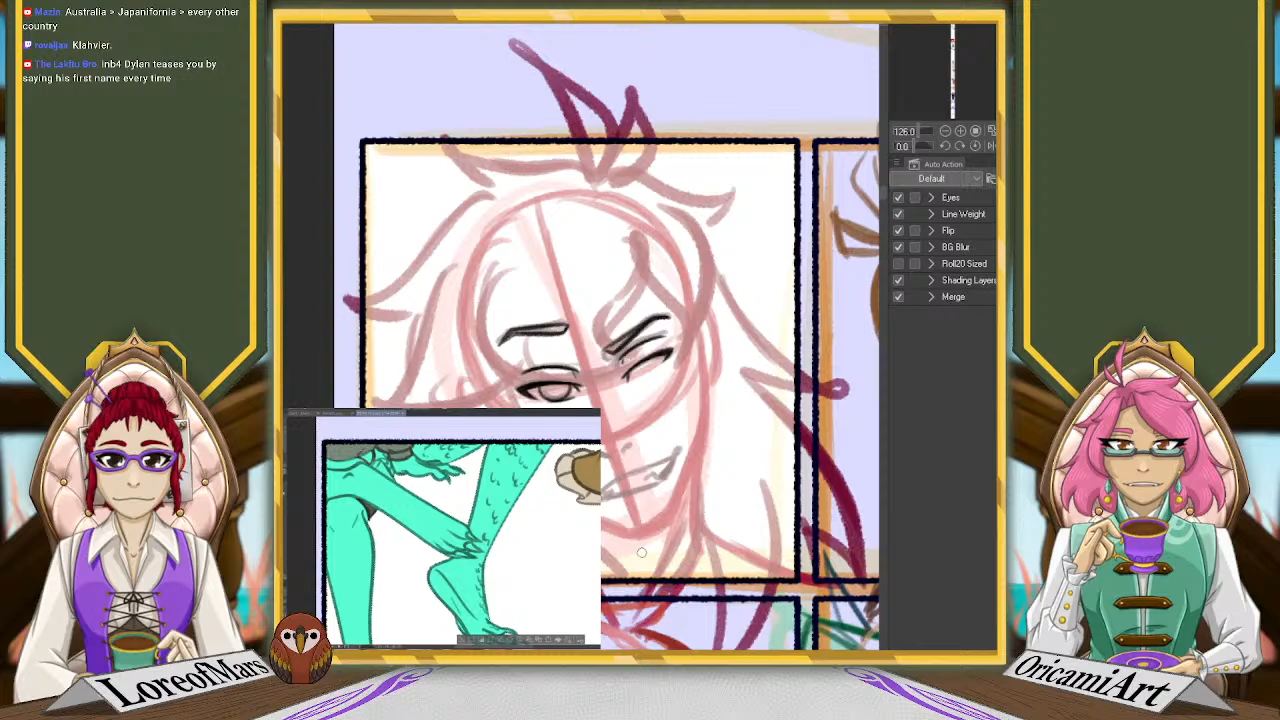 Mazin Australia > Japanifornia > every other
country
rovaljax Klahvier.
The Lakitu Bro. inb4 Dylan teases you by
saying his first name every time
126.0
0.0
Auto Action
Default
Eyes
Line Weight
Flip
BG Blur
Roll20 Sized
Shading Layers
Merge
LoreofMars
OricamiArt